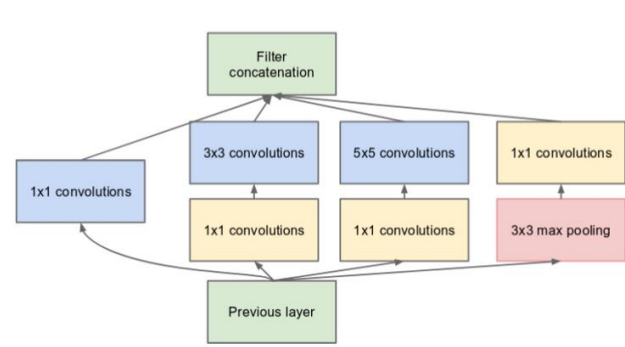 Filter
concatenation
3x3 convolutions
5x5 convolutions
1x1 convolutions
1x1 convolutions
1x1 convolutions
1x1 convolutions
3x3 max pooling
Previous layer